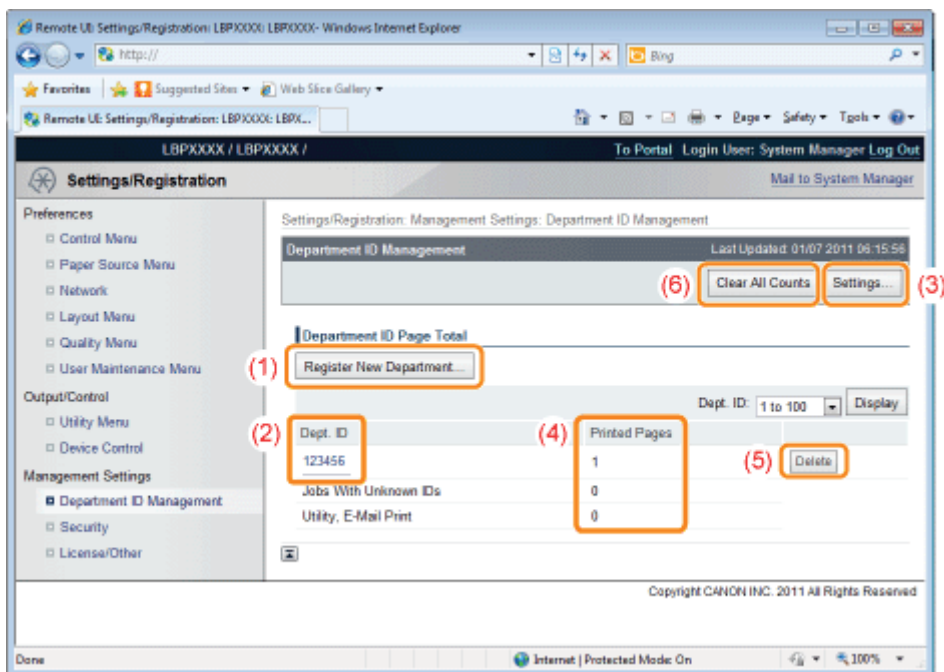 Remote UI: Settings/Registration: LBPXXXX: LBPXXXX- Windows Internet Explorer
http://
Bing
Favorites Suggested Sites Web Slice Gallery
Remote UI: Settings/Registration: LBPXXXX: LBPX... Page Safety Tools
LBPXXXX / LBPXXXX / To Portal Login User: System Manager Log Out
Settings/Registration Mail to System Manager
Preferences
Control Menu
Paper Source Menu
Network
Layout Menu
Quality Menu
User Maintenance Menu
Output/Control
Utility Menu
Device Control
Management Settings
Department ID Management
Security
License/Other
Settings/Registration: Management Settings: Department ID Management
Department ID Management Last Updated: 01/07 2011 06:15:56
(6) Clear All Counts Settings... (3)
Department ID Page Total
(1) Register New Department...
Dept. ID: 1 to 100 Display
(2) Dept. ID (4) Printed Pages
123456 1 (5) Delete
Jobs With Unknown IDs 0
Utility, E-Mail Print 0
Copyright CANON INC. 2011 All Rights Reserved
Done Internet | Protected Mode: On 100%